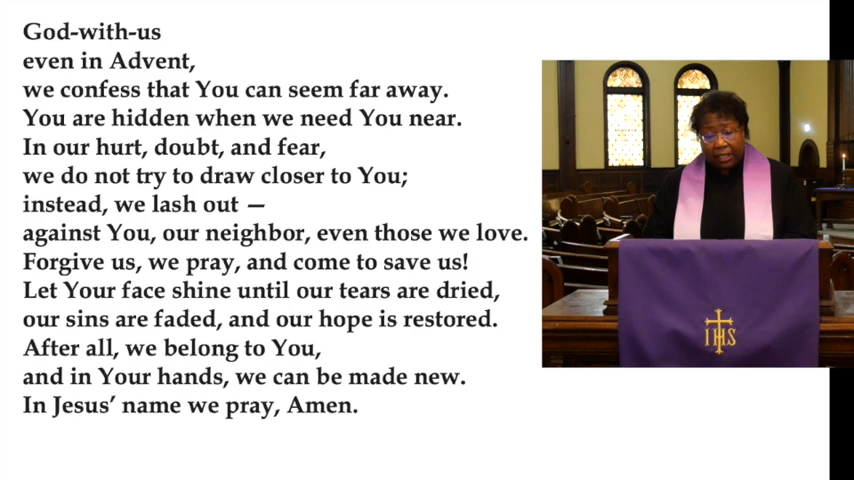 God-with-us
even in Advent,
we confess that You can seem far away.
You are hidden when we need You near.
In our hurt, doubt, and fear,
we do not try to draw closer to You;
instead, we lash out —
against You, our neighbor, even those we love.
Forgive us, we pray, and come to save us!
Let Your face shine until our tears are dried,
our sins are faded, and our hope is restored.
After all, we belong to You,
and in Your hands, we can be made new.
In Jesus’ name we pray, Amen.
IHS